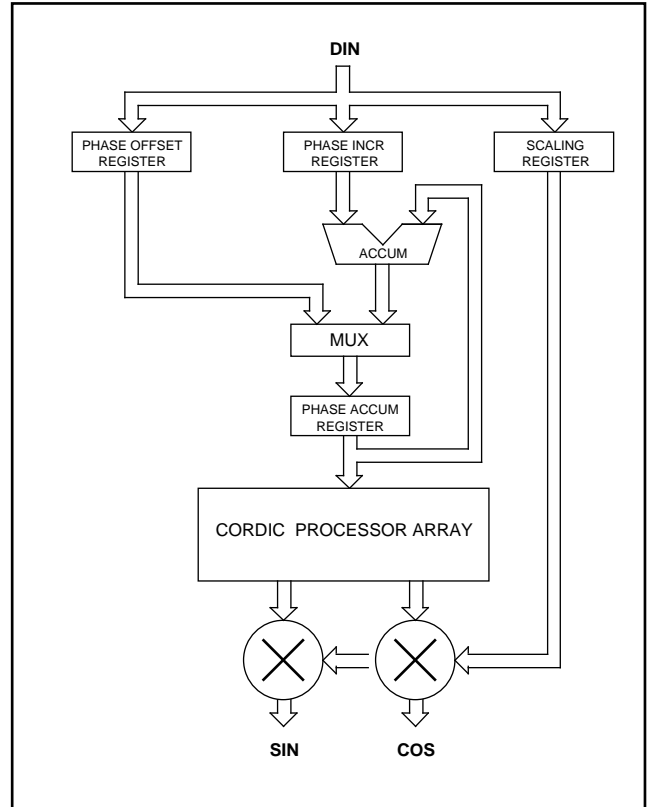 DIN
PHASE OFFSET
REGISTER
PHASE INCR
REGISTER
SCALING
REGISTER
ACCUM
MUX
PHASE ACCUM
REGISTER
CORDIC PROCESSOR ARRAY
SIN
COS